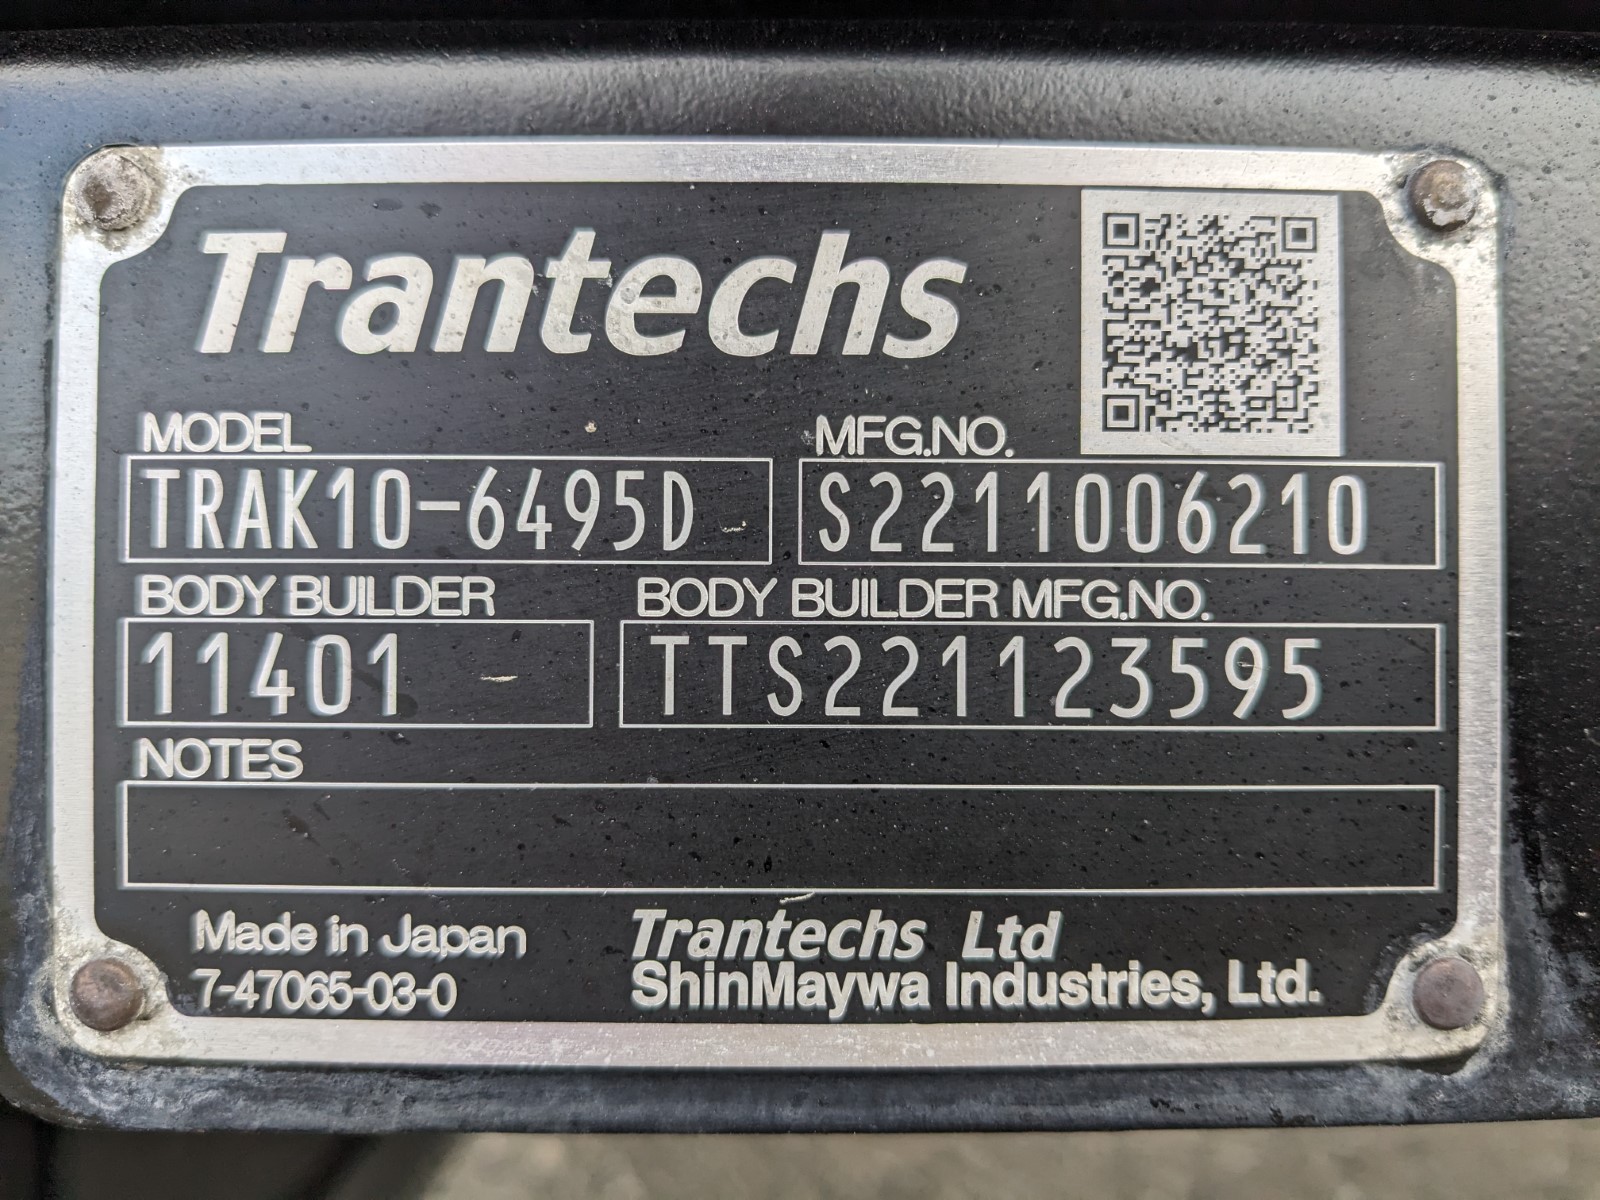 Trantechs
MODEL MFG.NO.
TRAK10-6495D S2211006210
BODY BUILDER BODY BUILDER MFG.NO.
11401 TTS221123595
NOTES
Made in Japan Trantechs Ltd
7-47065-03-0 ShinMaywa Industries, Ltd.